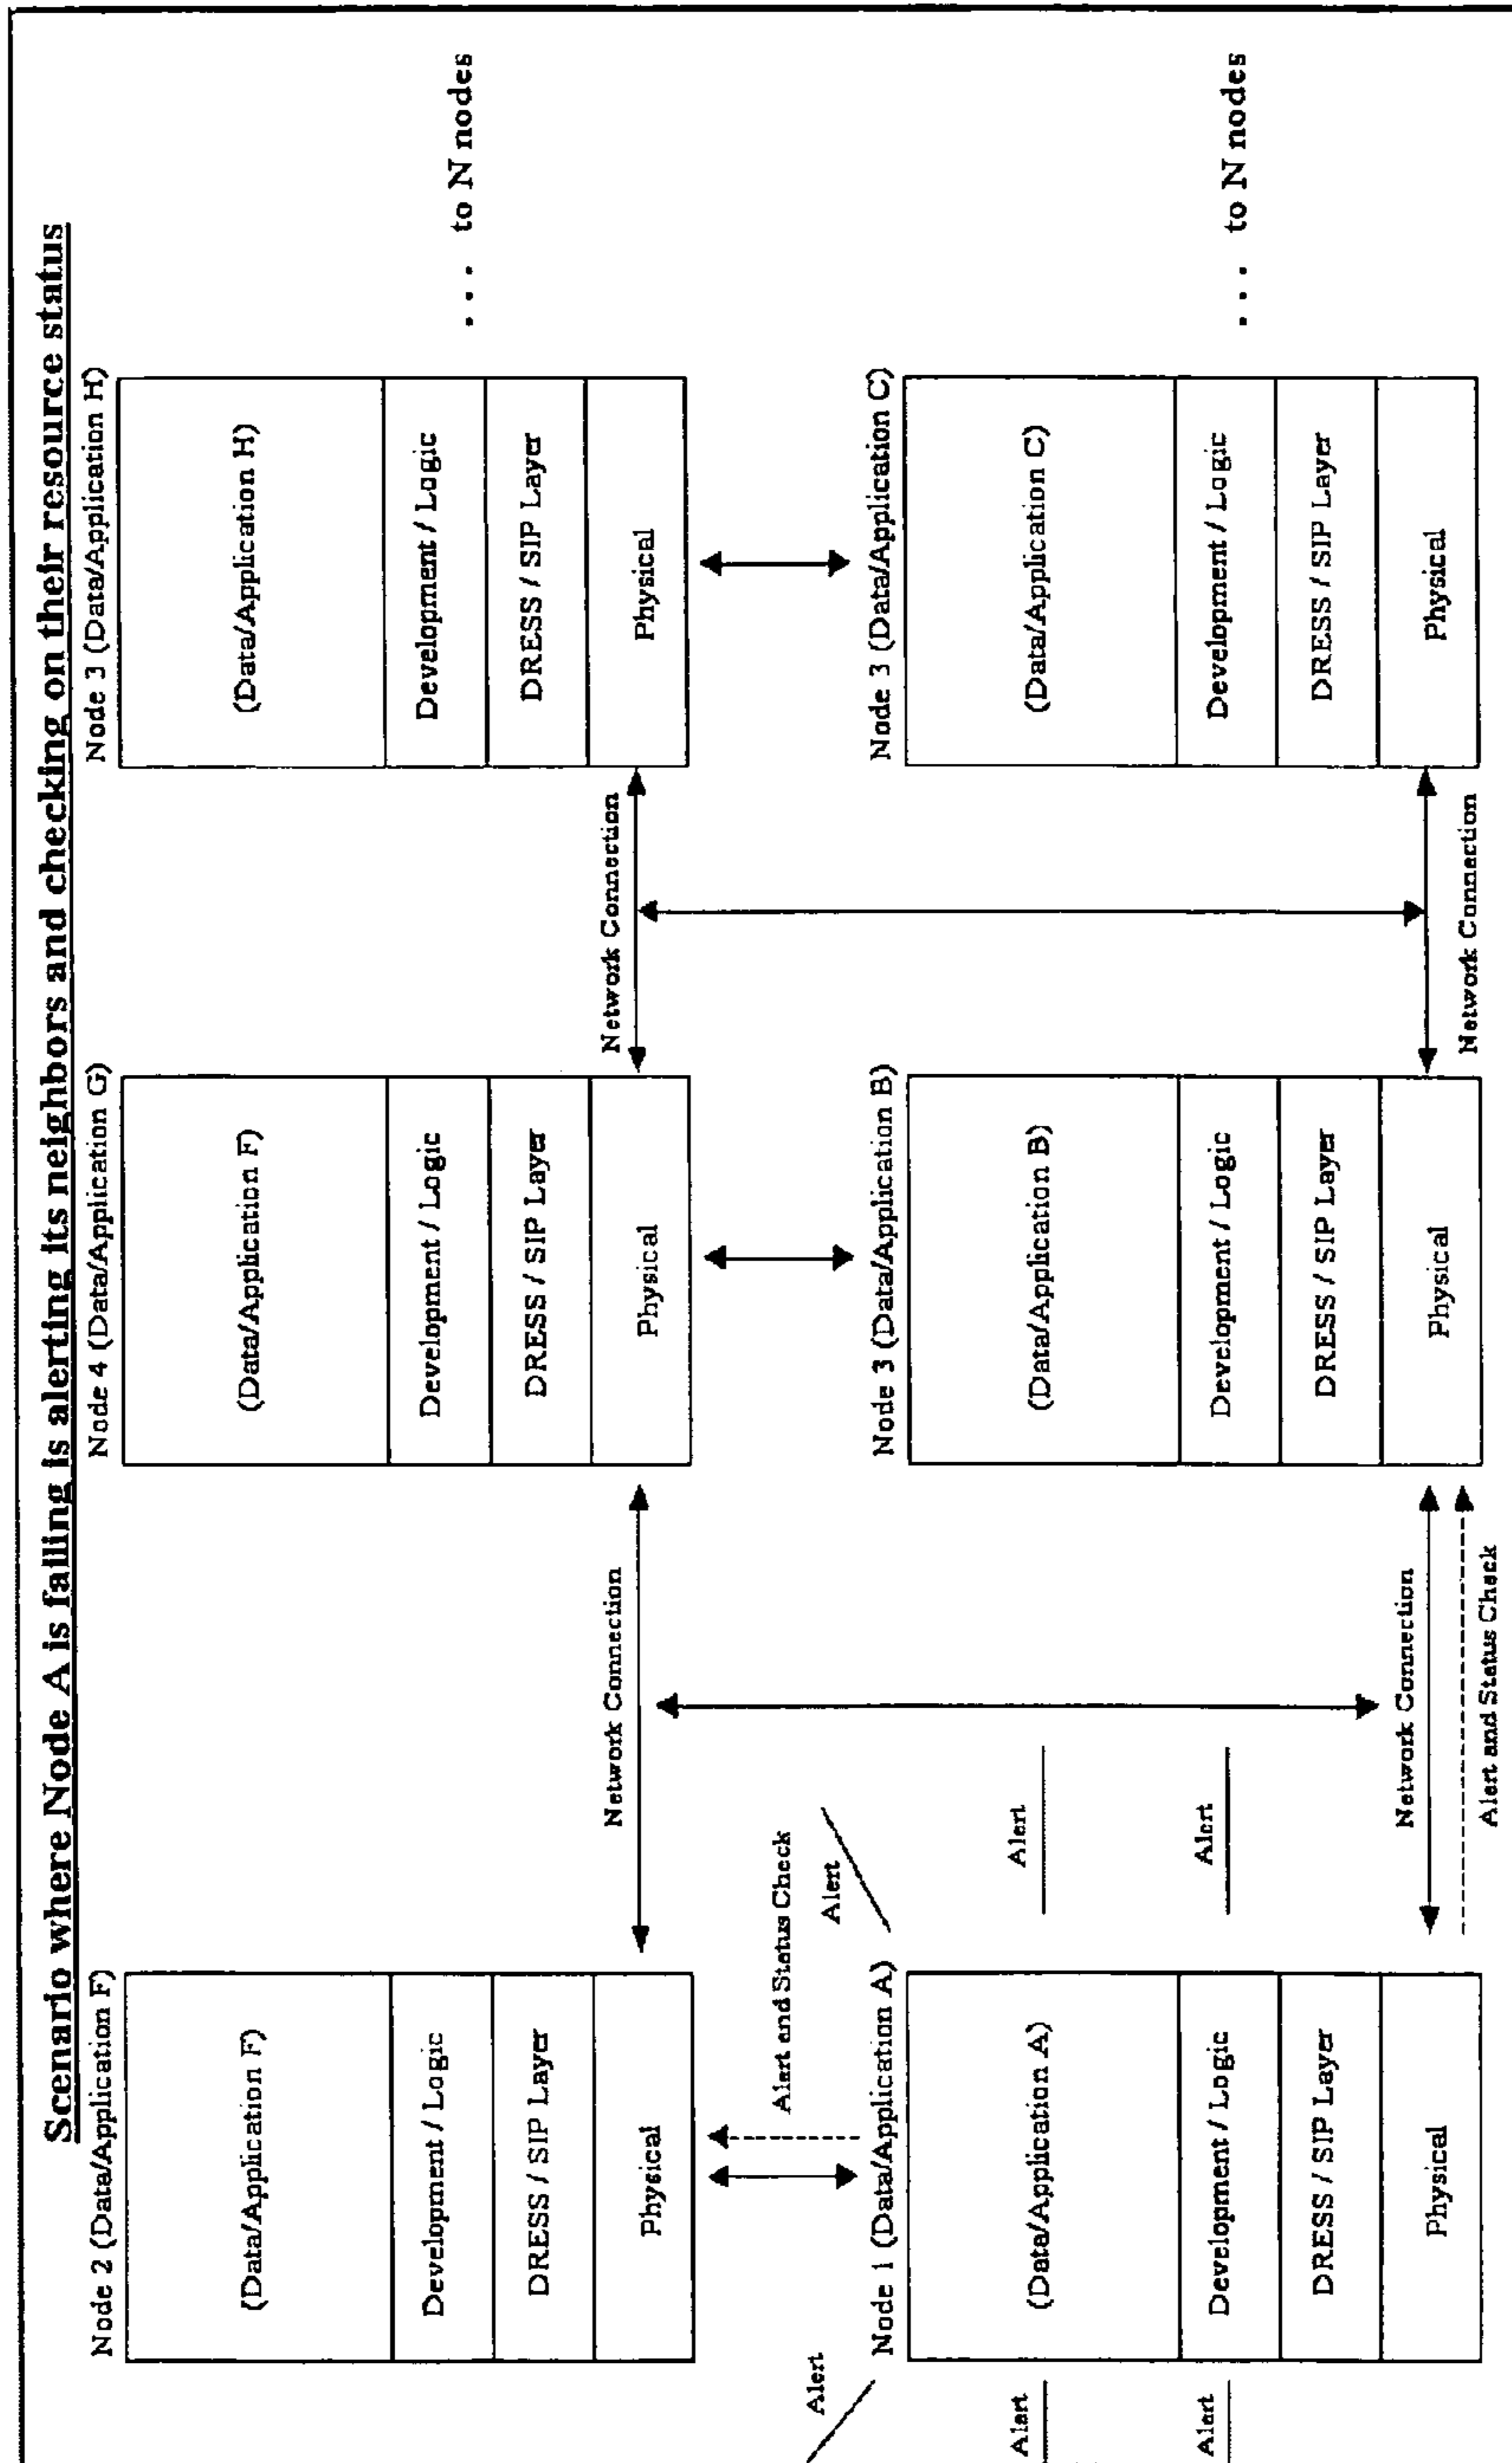 Scenario where Node A is failing is alerting its neighbors and checking on their resource status
Node 2 (Data/Application F)
(Data/Application F)
Development / Logic
DRESS / SIP Layer
Physical
Network Connection
Node 4 (Data/Application G)
(Data/Application F)
Development / Logic
DRESS / SIP Layer
Physical
Network Connection
Node 3 (Data/Application H)
(Data/Application H)
Development / Logic
DRESS / SIP Layer
Physical
... to N nodes
Alert and Status Check
Alert
Alert
Node 1 (Data/Application A)
(Data/Application A)
Development / Logic
DRESS / SIP Layer
Physical
Alert
Alert
Alert
Alert
Network Connection
Alert and Status Check
Node 3 (Data/Application B)
(Data/Application B)
Development / Logic
DRESS / SIP Layer
Physical
Network Connection
Node 3 (Data/Application C)
(Data/Application C)
Development / Logic
DRESS / SIP Layer
Physical
... to N nodes